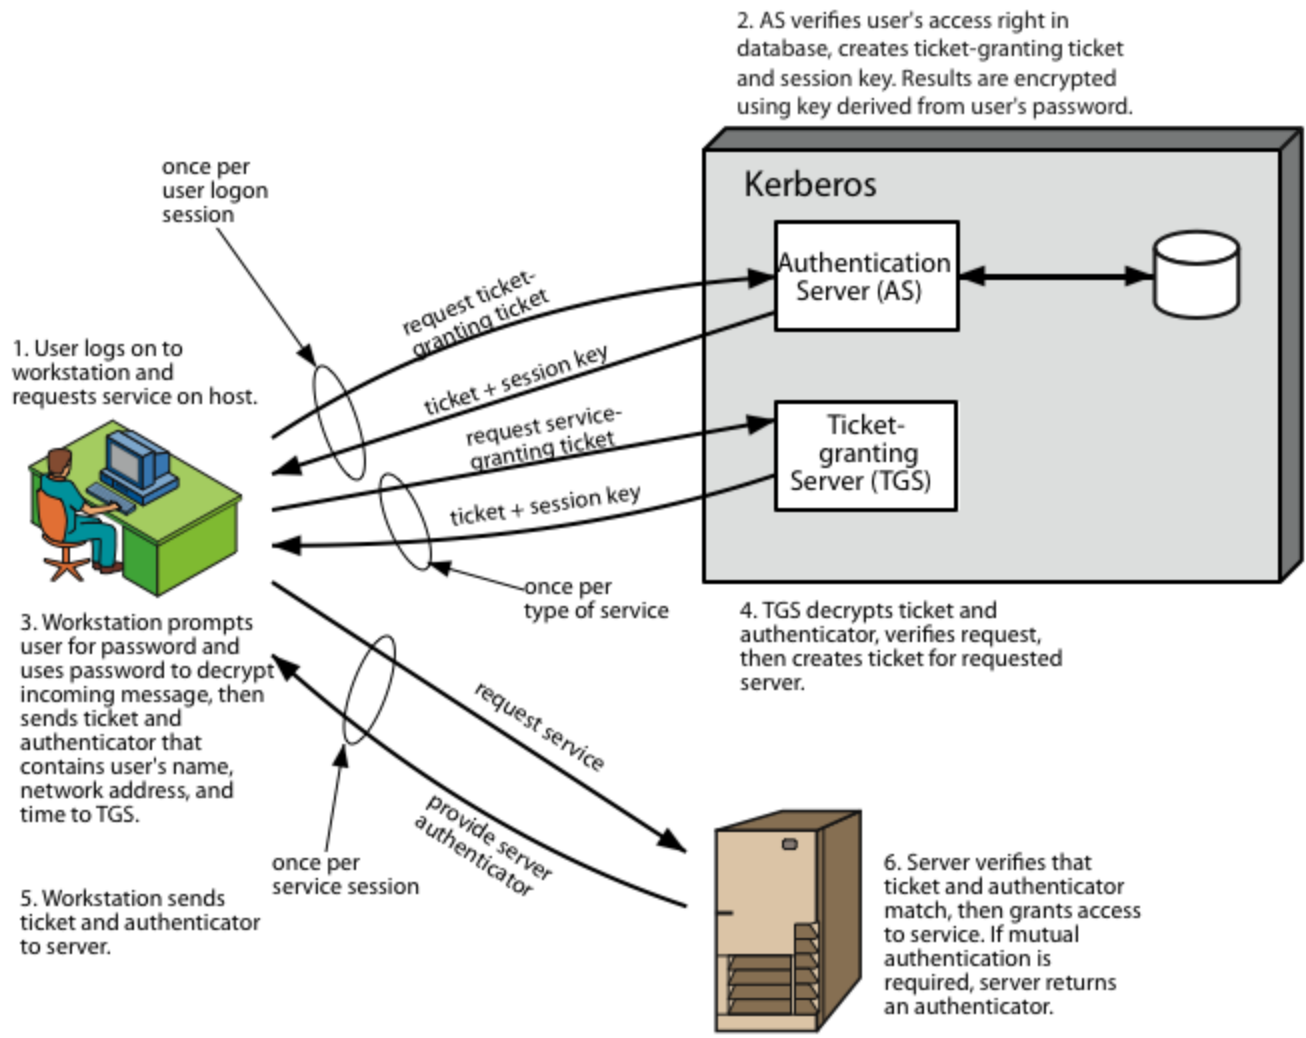 2. AS verifies user's access right in
database, creates ticket-granting ticket
and session key. Results are encrypted
using key derived from user's password.
once per
user logon
session
Kerberos
Authentication
Server (AS)
request ticket-
granting ticket
1. User logs on to
workstation and
requests service on host.
ticket + session key
request service-
granting ticket
Ticket-
granting
Server (TGS)
ticket + session key
once per
type of service
3. Workstation prompts
user for password and
uses password to decrypt
incoming message, then
sends ticket and
authenticator that
contains user's name,
network address, and
time to TGS.
4. TGS decrypts ticket and
authenticator, verifies request,
then creates ticket for requested
server.
request service
provide server
authenticator
once per
service session
5. Workstation sends
ticket and authenticator
to server.
6. Server verifies that
ticket and authenticator
match, then grants access
to service. If mutual
authentication is
required, server returns
an authenticator.